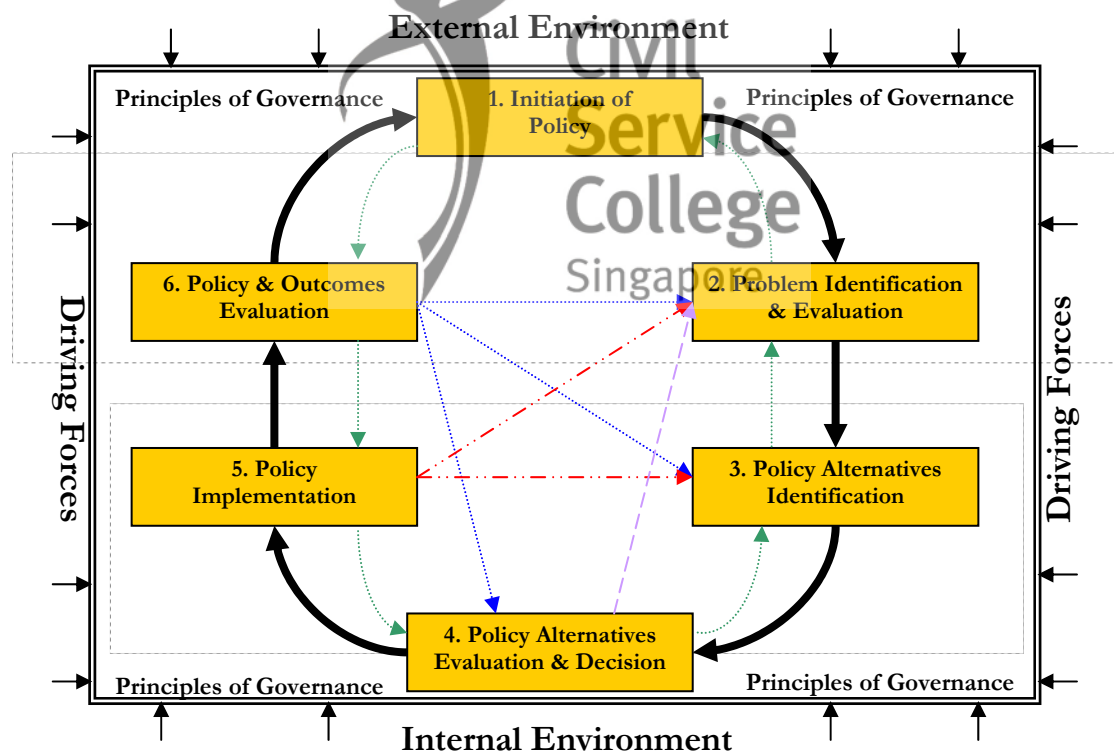 External Environment
Civil
Service
College
Singapore
Principles of Governance
1. Initiation of
Policy
Principles of Governance
6. Policy & Outcomes
Evaluation
2. Problem Identification
& Evaluation
Driving Forces
Driving Forces
5. Policy
Implementation
3. Policy Alternatives
Identification
4. Policy Alternatives
Evaluation & Decision
Principles of Governance
Principles of Governance
Internal Environment